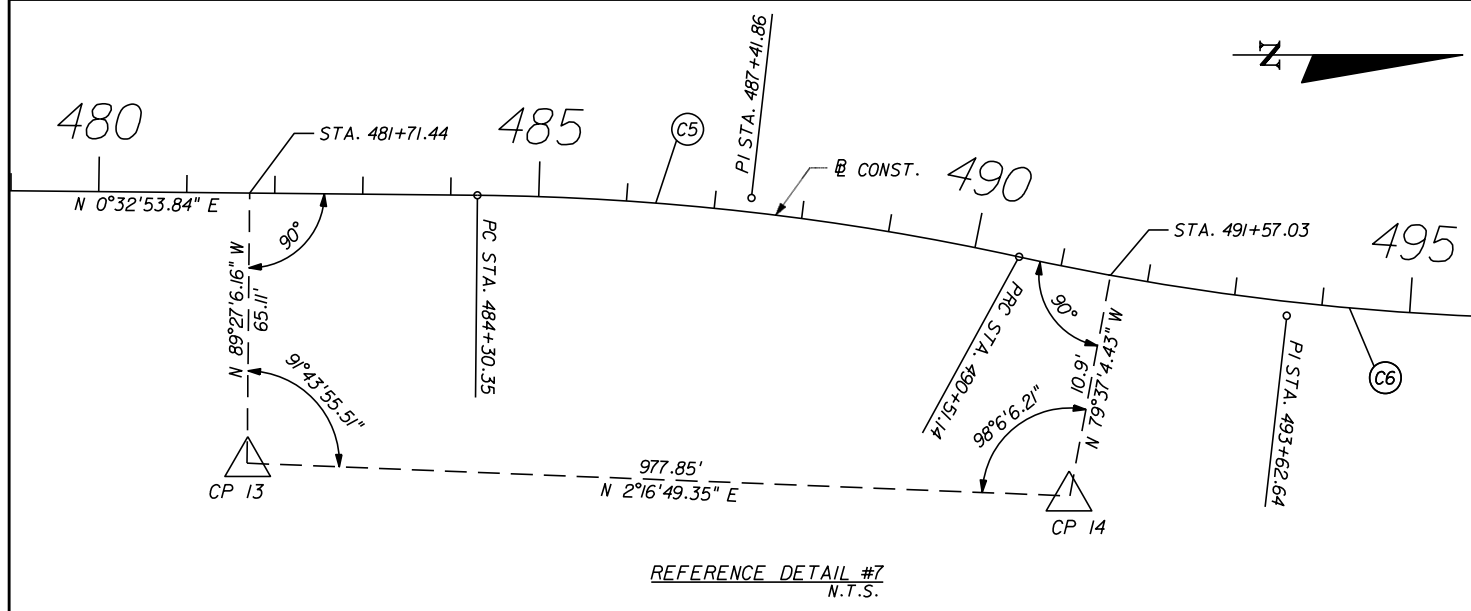 Z
480
STA. 481+71.44
485
C5
PI STA. 487+41.86
B CONST.
490
STA. 491+57.03
495
N 0°32'53.84" E
90°
N 89°27'6.16" W
65.11'
PC STA. 484+30.35
PRC STA. 490+51.14
90°
10.9'
N 79°37'4.43" W
PI STA. 493+62.64
C6
91°43'55.51"
98°6'6.21"
977.85'
N 2°16'49.35" E
CP 13
CP 14
REFERENCE DETAIL #7
N.T.S.